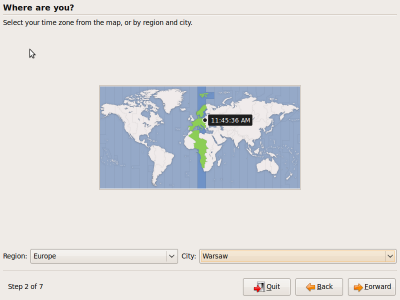 Where are you?
Select your time zone from the map, or by region and city.
11:45:36 AM
Region: Europe City: Warsaw
Step 2 of 7 Quit Back Forward